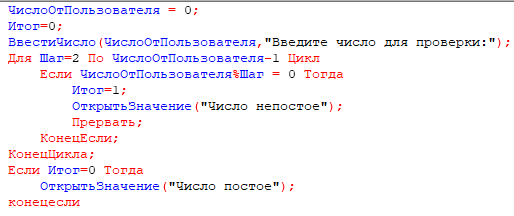 ЧислоОтПользователя = 0;
Итог=0;
ВвестиЧисло(ЧислоОтПользователя,"Введите число для проверки:");
Для Шаг=2 По ЧислоОтПользователя-1 Цикл
Если ЧислоОтПользователя%Шаг = 0 Тогда
Итог=1;
ОткрытьЗначение("Число непостое");
Прервать;
КонецЕсли;
КонецЦикла;
Если Итог=0 Тогда
ОткрытьЗначение("Число постое");
конецесли